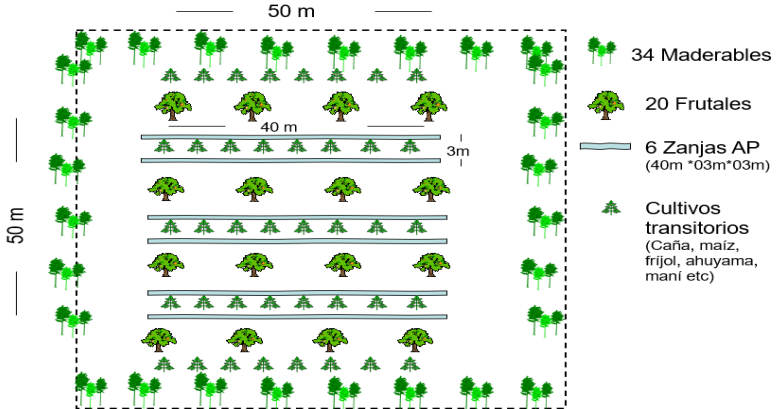 50 m
34 Maderables
20 Frutales
40 m
3m
6 Zanjas AP
(40m *03m*03m)
50 m
Cultivos
transitorios
(Caña, maíz,
fríjol, ahuyama,
maní etc)